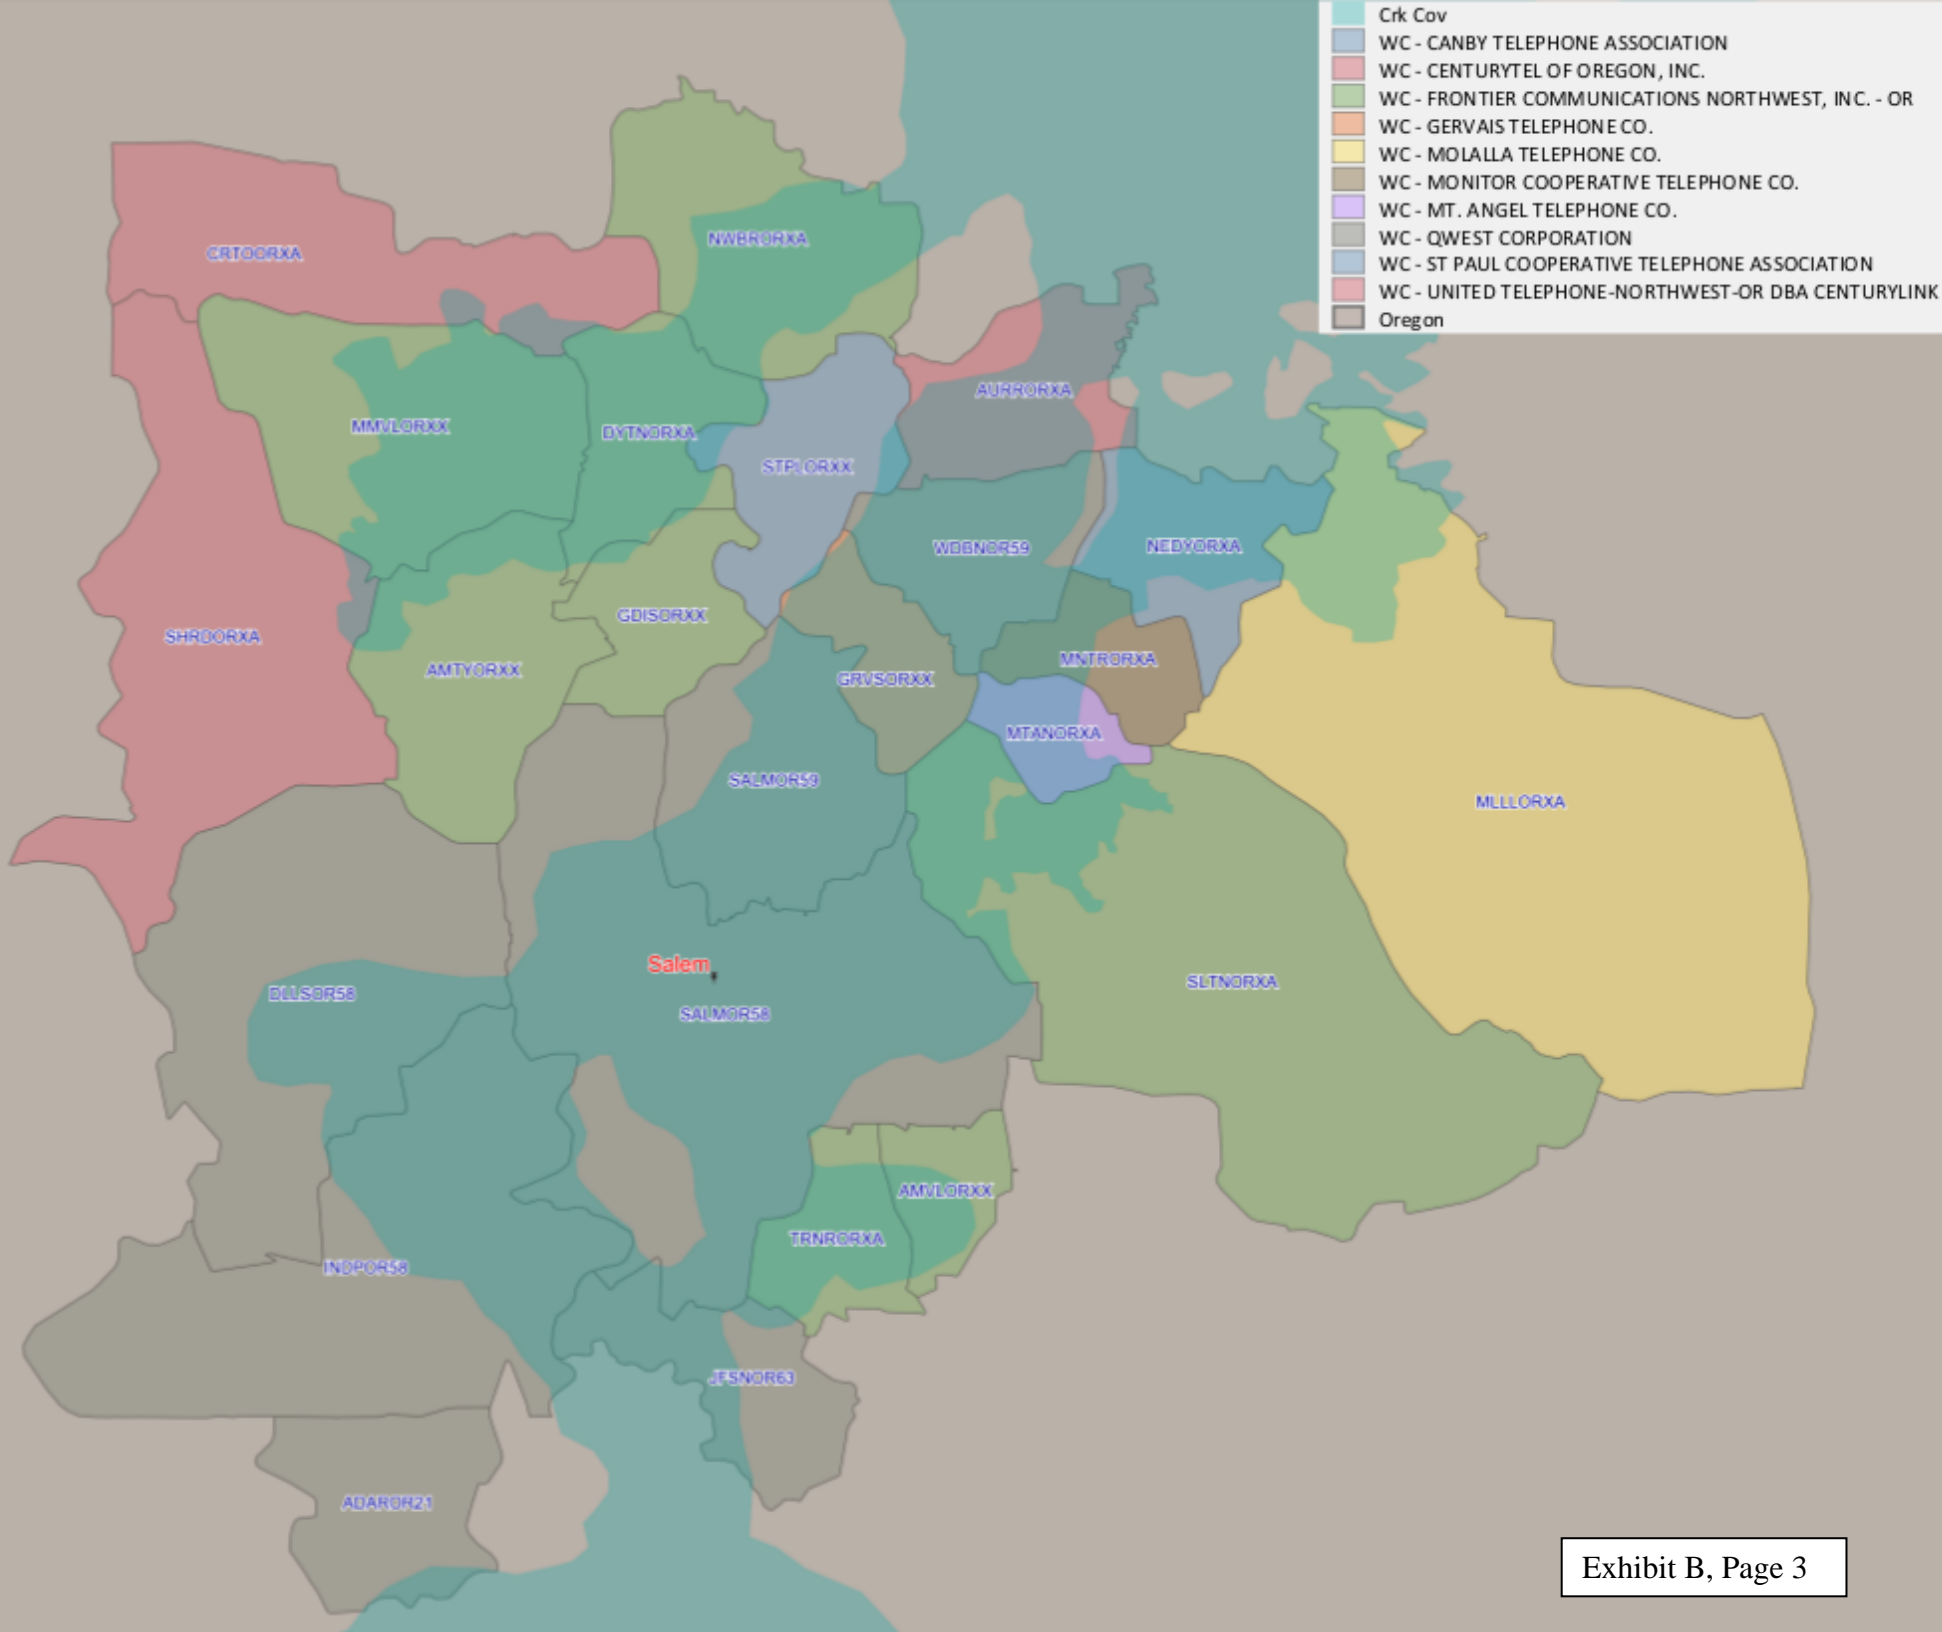 Crk Cov
WC - CANBY TELEPHONE ASSOCIATION
WC - CENTURYTEL OF OREGON, INC.
WC - FRONTIER COMMUNICATIONS NORTHWEST, INC. - OR
WC - GERVAIS TELEPHONE CO.
WC - MOLALLA TELEPHONE CO.
WC - MONITOR COOPERATIVE TELEPHONE CO.
WC - MT. ANGEL TELEPHONE CO.
WC - QWEST CORPORATION
WC - ST PAUL COOPERATIVE TELEPHONE ASSOCIATION
WC - UNITED TELEPHONE-NORTHWEST-OR DBA CENTURYLINK
Oregon
NWBRORXA
CRTOORXA
AURRORXA
MMVLORXX
DYTNORXA
STPLORXX
WDBNOR59
NEDYORXA
GDISORXX
SHRDORXA
MNTRORXA
AMTYORXX
GRVSORXX
MTANORXA
SALMOR59
MLLLORXA
Salem
SLTNORXA
DLLSOR58
SALMOR58
AMVLORXX
TRNRORXA
INDPOR58
JFSNOR63
ADAROR21
Exhibit B, Page 3